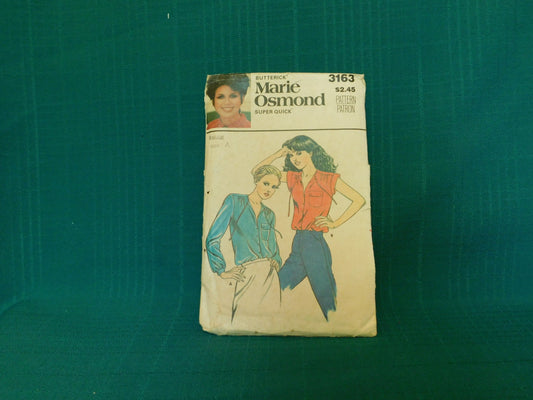 BUTTERICK
3163
Marie
$2.45
Osmond
PATTERN
SUPER QUICK
PATRON
A
B